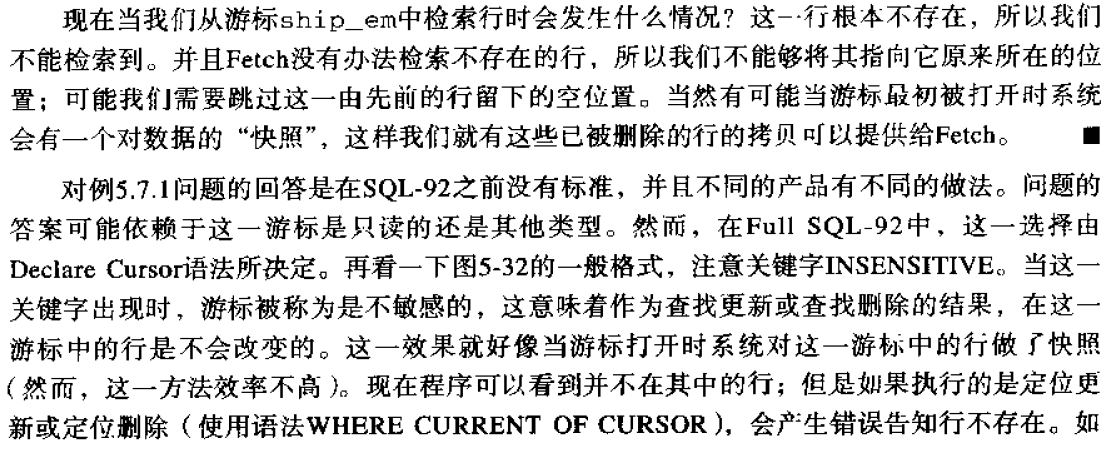 现在当我们从游标ship_em中检索行时会发生什么情况？这一行根本不存在，所以我们
不能检索到。并且Fetch没有办法检索不存在的行，所以我们不能够将其指向它原来所在的位
置；可能我们需要跳过这一由先前的行留下的空位置。当然有可能当游标最初被打开时系统
会有一个对数据的“快照”，这样我们就有这些已被删除的行的拷贝可以提供给Fetch。 ■
对例5.7.1问题的回答是在SQL-92之前没有标准，并且不同的产品有不同的做法。问题的
答案可能依赖于这一游标是只读的还是其他类型。然而，在Full SQL-92中，这一选择由
Declare Cursor语法所决定。再看一下图5-32的一般格式，注意关键字INSENSITIVE。当这一
关键字出现时，游标被称为是不敏感的，这意味着作为查找更新或查找删除的结果，在这一
游标中的行是不会改变的。这一效果就好像当游标打开时系统对这一游标中的行做了快照
（然而，这一方法效率不高）。现在程序可以看到并不在其中的行；但是如果执行的是定位更
新或定位删除（使用语法WHERE CURRENT OF CURSOR），会产生错误告知行不存在。如